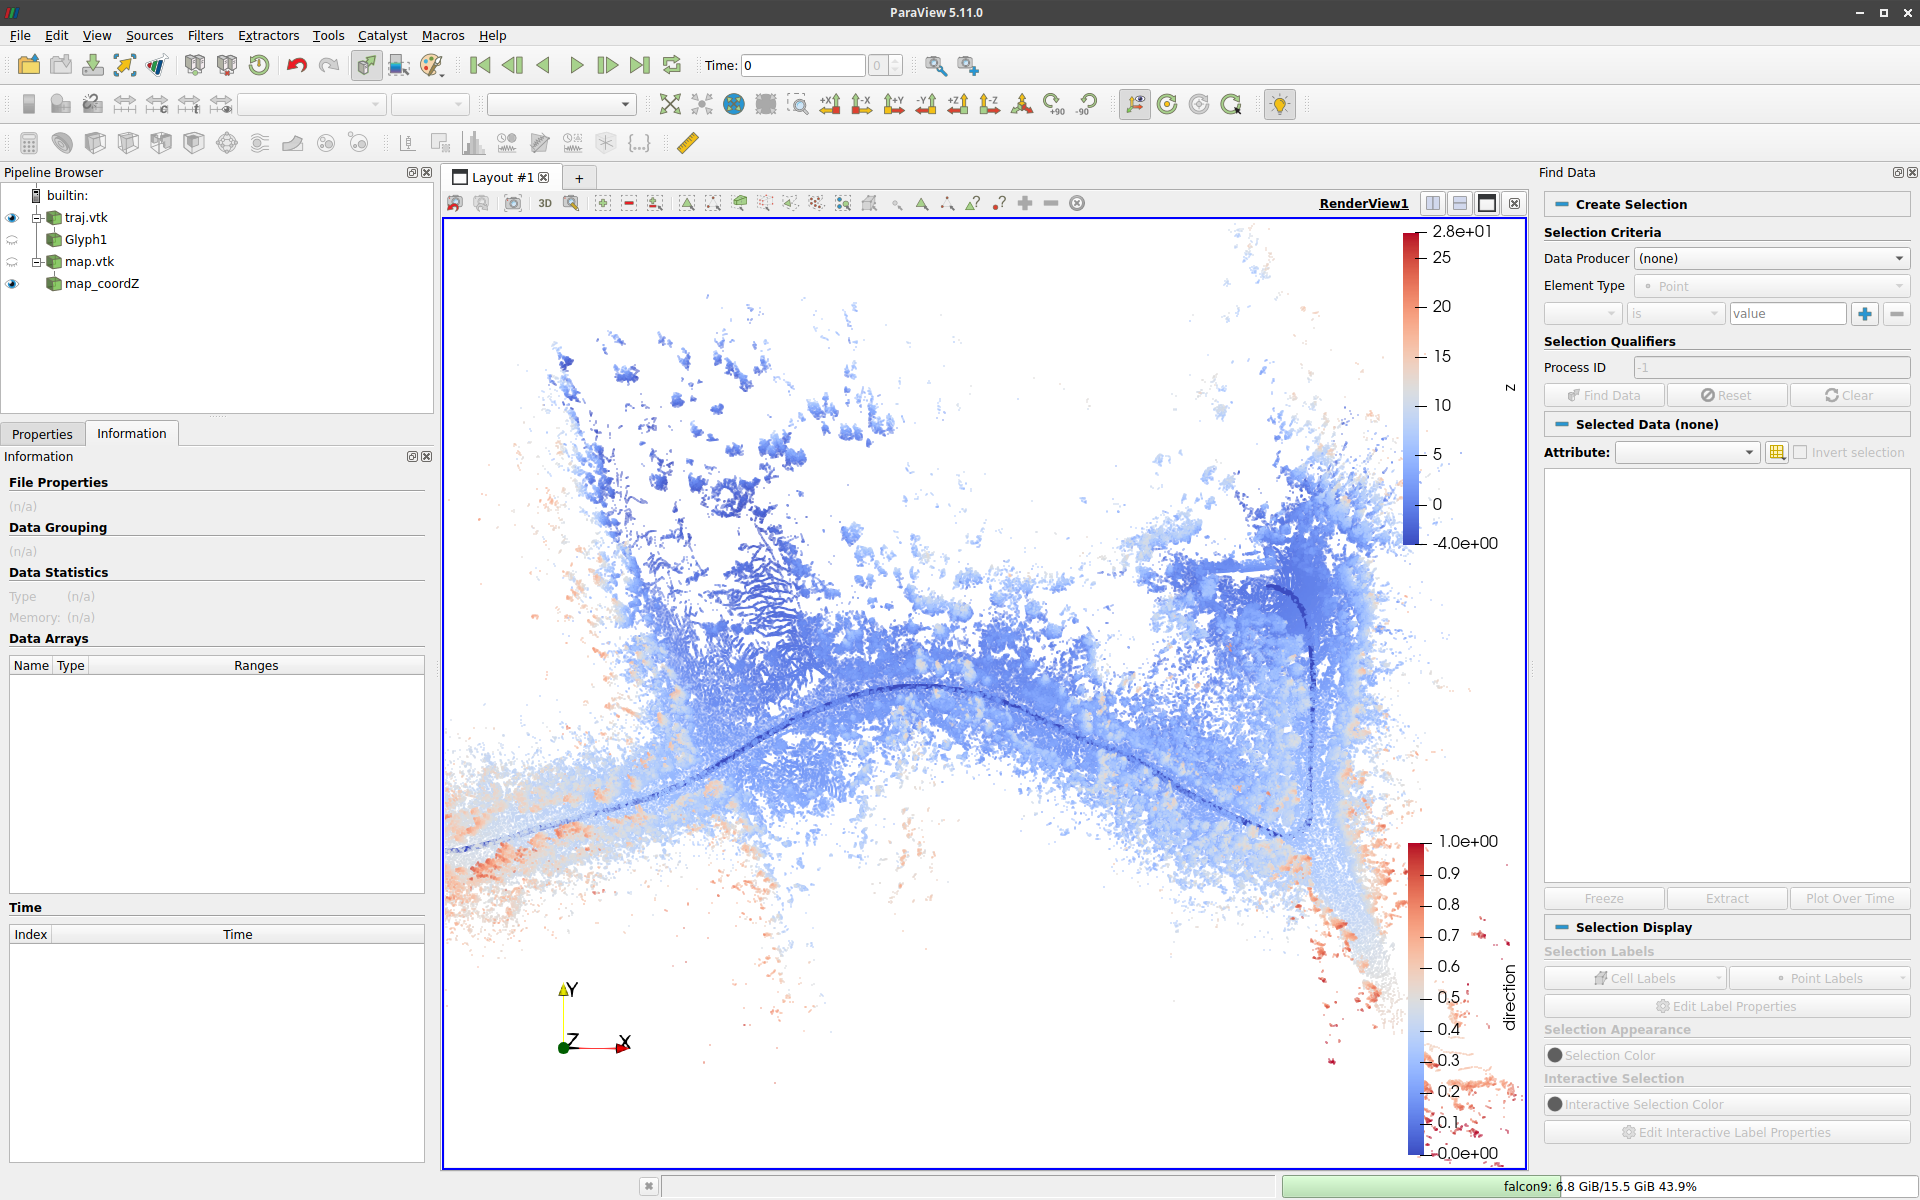 ParaView 5.11.0
File Edit View Sources Filters Extractors Tools Catalyst Macros Help
Time: 0 0
+X -X +Y -Y +Z -Z +90 -90
Pipeline Browser
builtin:
traj.vtk
Glyph1
map.vtk
map_coordZ
Properties Information
Information
File Properties
(n/a)
Data Grouping
(n/a)
Data Statistics
Type (n/a)
Memory: (n/a)
Data Arrays
Name Type Ranges
Time
Index Time
Layout #1 +
3D RenderView1
2.8e+01
25
20
15
10
5
0
-4.0e+00
z
1.0e+00
0.9
0.8
0.7
0.6
0.5
0.4
0.3
0.2
0.1
0.0e+00
direction
Y
Z X
Find Data
Create Selection
Selection Criteria
Data Producer (none)
Element Type Point
is value
Selection Qualifiers
Process ID -1
Find Data Reset Clear
Selected Data (none)
Attribute: Invert selection
Freeze Extract Plot Over Time
Selection Display
Selection Labels
Cell Labels Point Labels
Edit Label Properties
Selection Appearance
Selection Color
Interactive Selection
Interactive Selection Color
Edit Interactive Label Properties
falcon9: 6.8 GiB/15.5 GiB 43.9%